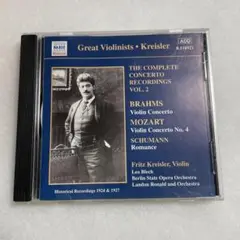 Great Violinists • Kreisler
ADD
THE COMPLETE
CONCERTO
RECORDINGS
VOL. 2
BRAHMS
Violin Concerto
MOZART
Violin Concerto No. 4
SCHUMANN
Romance
Fritz Kreisler, Violin
Leo Blech
Berlin State Opera Orchestra
Landon Ronald and Orchestra
Historical Recordings 1924 & 1927